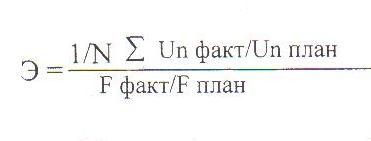 Э = 1/N Σ Un факт/Un план
F факт/F план